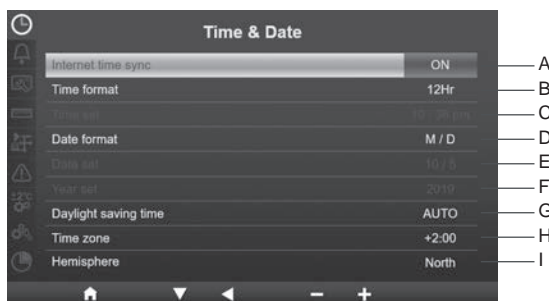 Time & Date
Internet time sync ON A
Time format 12Hr B
Time set 10 : 36 pm C
Date format M / D D
Date set 10 / 5 E
Year set 2019 F
Daylight saving time AUTO G
Time zone +2:00 H
Hemisphere North I